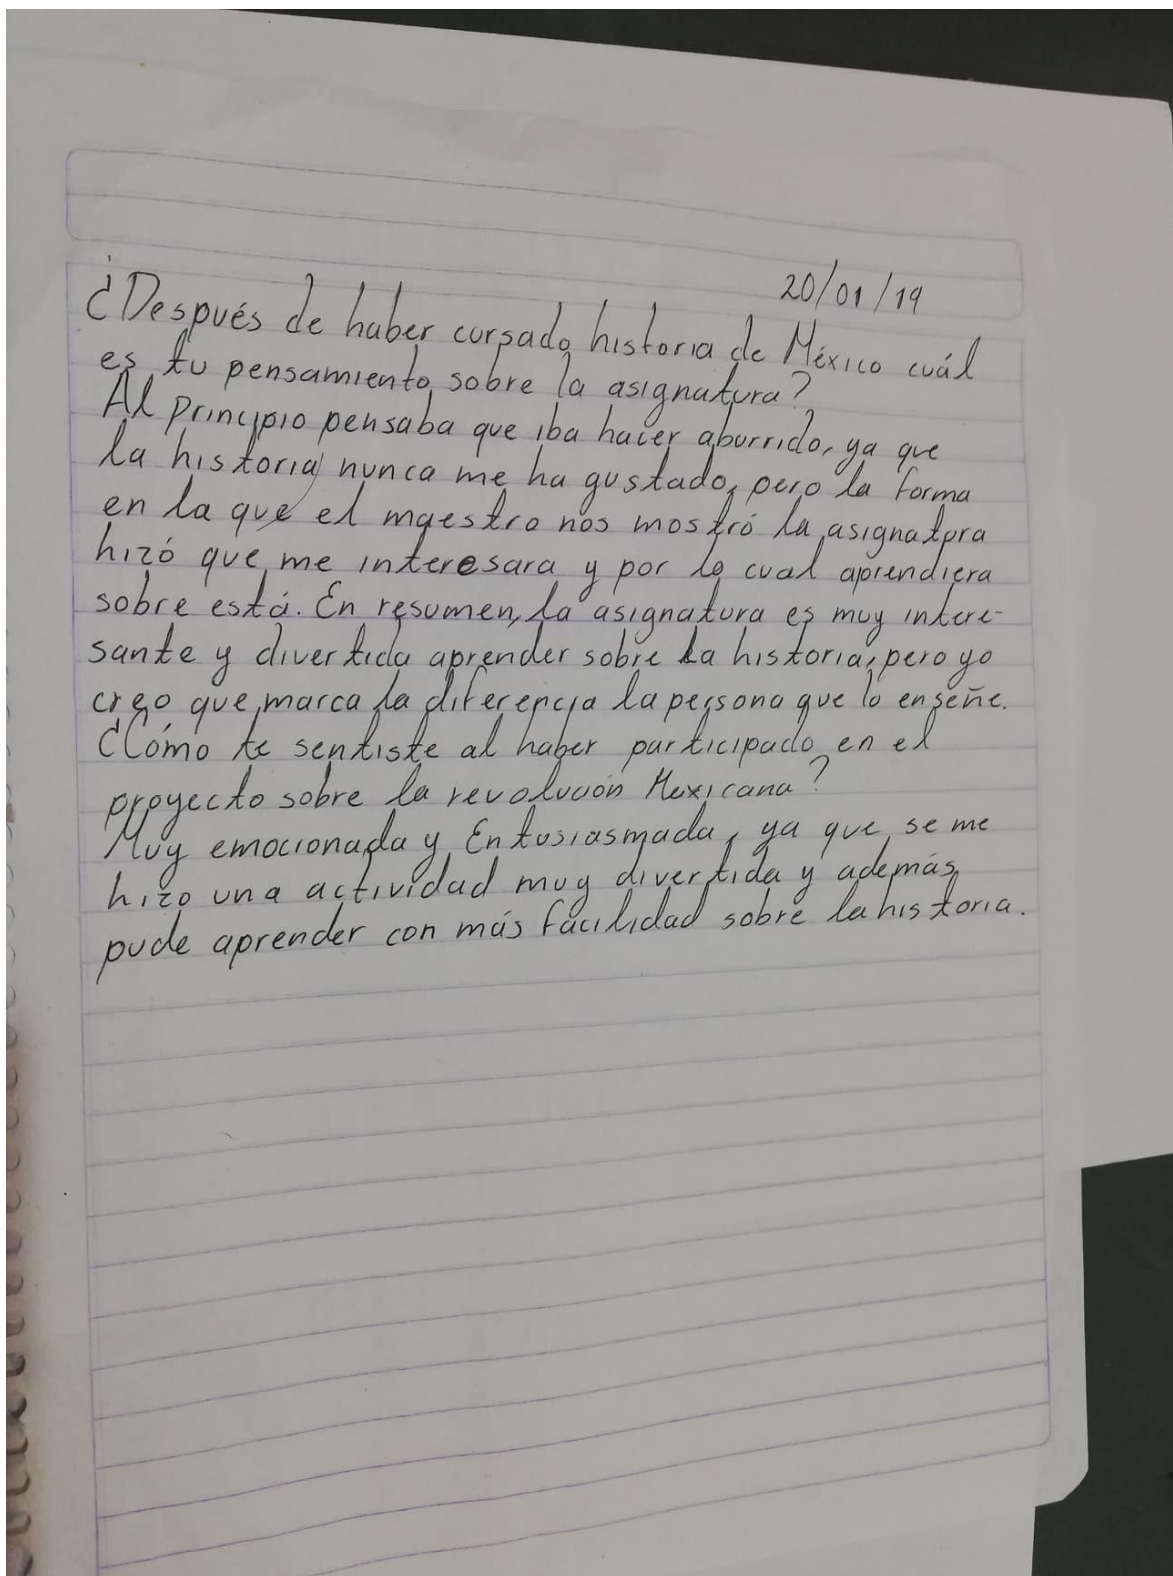 20/01/19
¿Después de haber cursado historia de México cuál
es tu pensamiento sobre la asignatura?
Al principio pensaba que iba hacer aburrido, ya que
la historia nunca me ha gustado, pero la forma
en la que el maestro nos mostró la asignatura
hizó que me interesara y por lo cual aprendiera
sobre está. En resumen, la asignatura es muy intere-
sante y divertida aprender sobre la historia, pero yo
creo que marca la diferencia la persona que lo enseñe.
¿Cómo te sentiste al haber participado en el
proyecto sobre la revolución Mexicana?
Muy emocionada y Entusiasmada, ya que se me
hizo una actividad muy divertida y además
pude aprender con más facilidad sobre la historia.